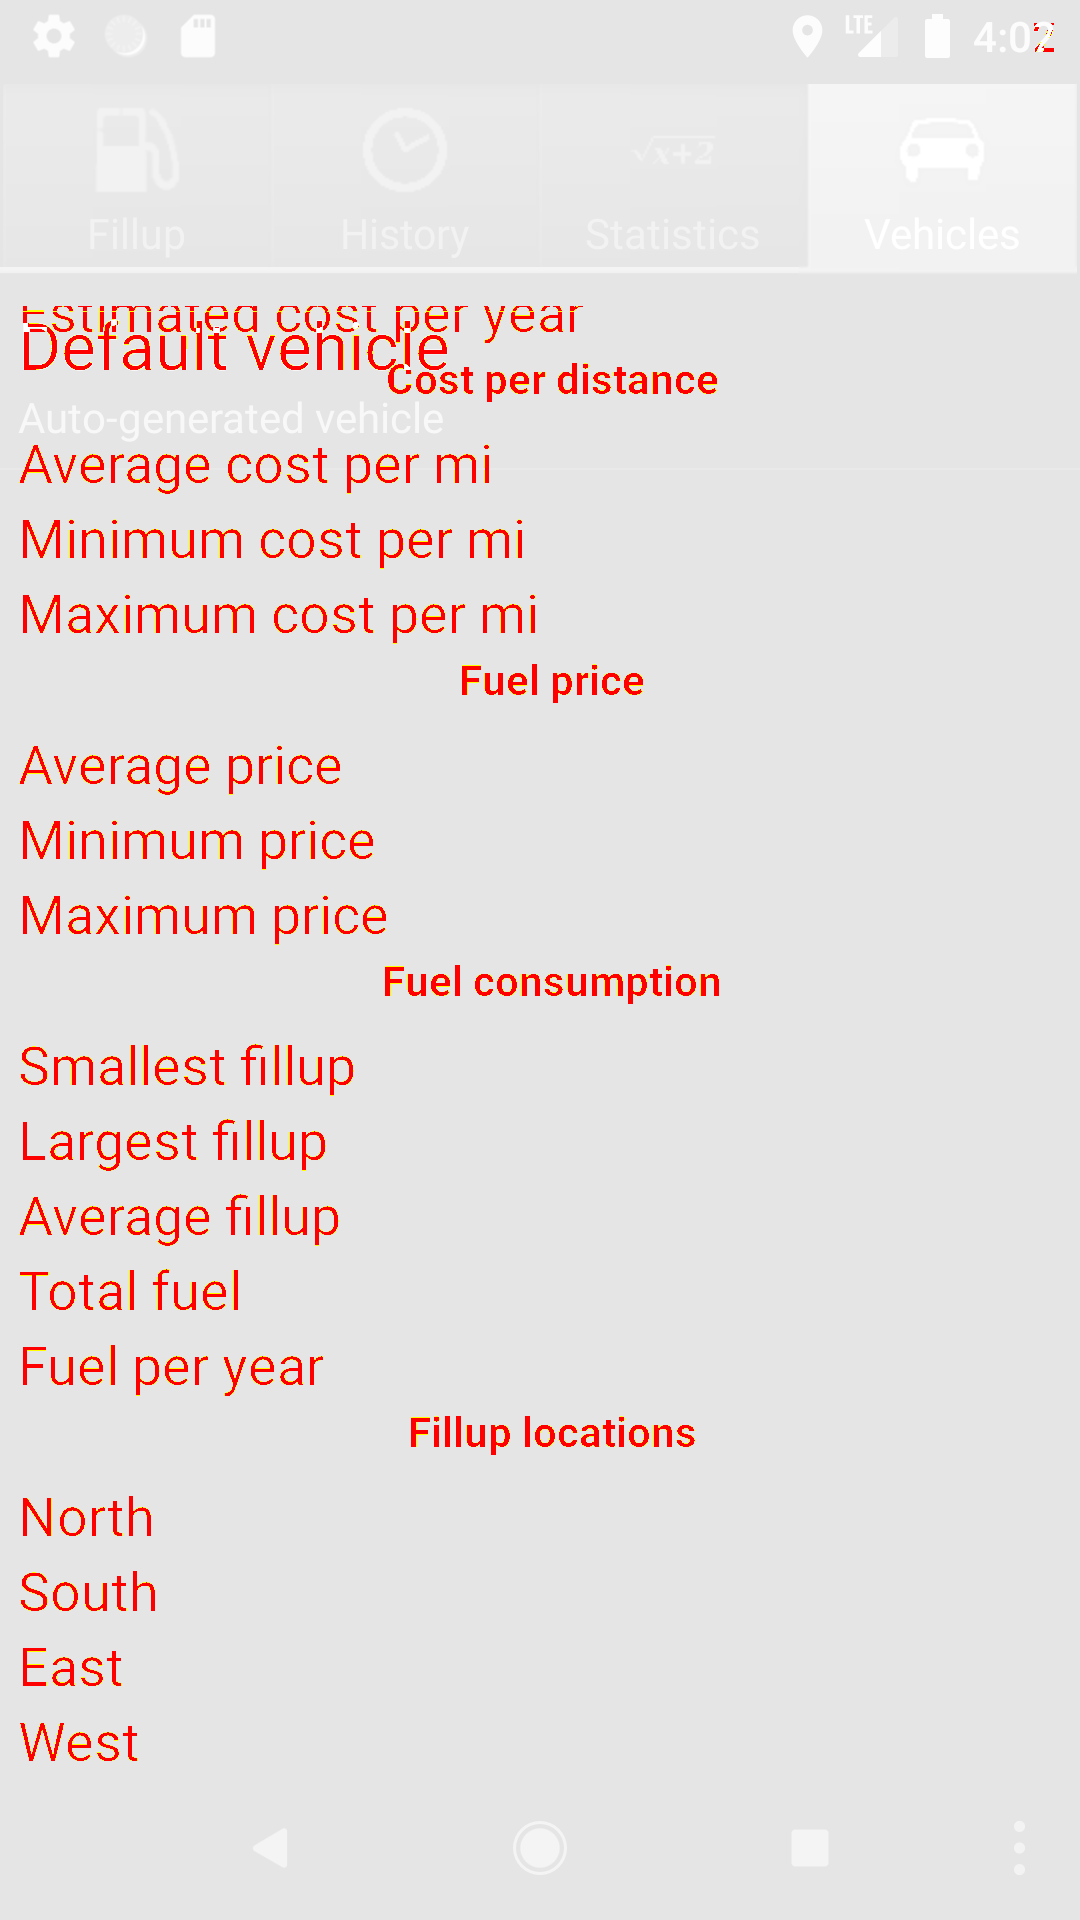 LTE 4:02
Fillup History √x+2 Statistics Vehicles
Estimated cost per year
Default vehicle
Cost per distance
Auto-generated vehicle
Average cost per mi
Minimum cost per mi
Maximum cost per mi
Fuel price
Average price
Minimum price
Maximum price
Fuel consumption
Smallest fillup
Largest fillup
Average fillup
Total fuel
Fuel per year
Fillup locations
North
South
East
West